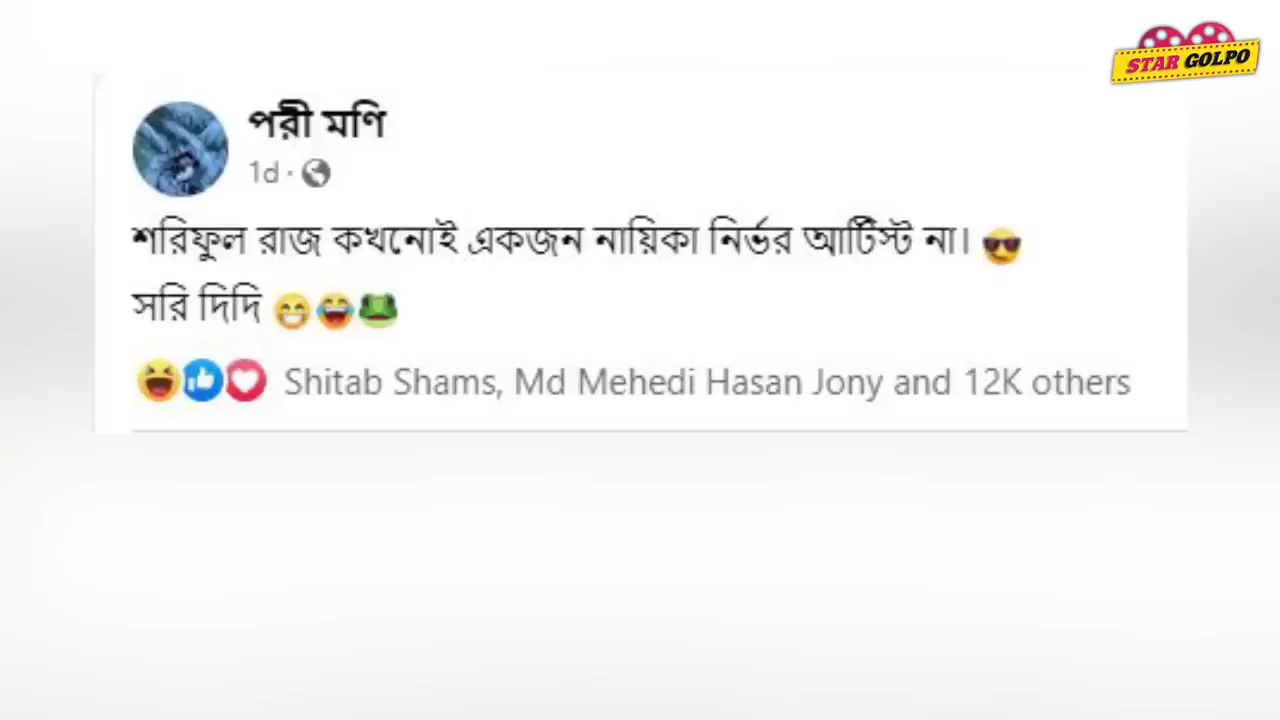 STAR GOLPO
পরী মণি
1d ·
শরিফুল রাজ কখনোই একজন নায়িকা নির্ভর আর্টিস্ট না। 😎
সরি দিদি 😁😂🐸
Shitab Shams, Md Mehedi Hasan Jony and 12K others